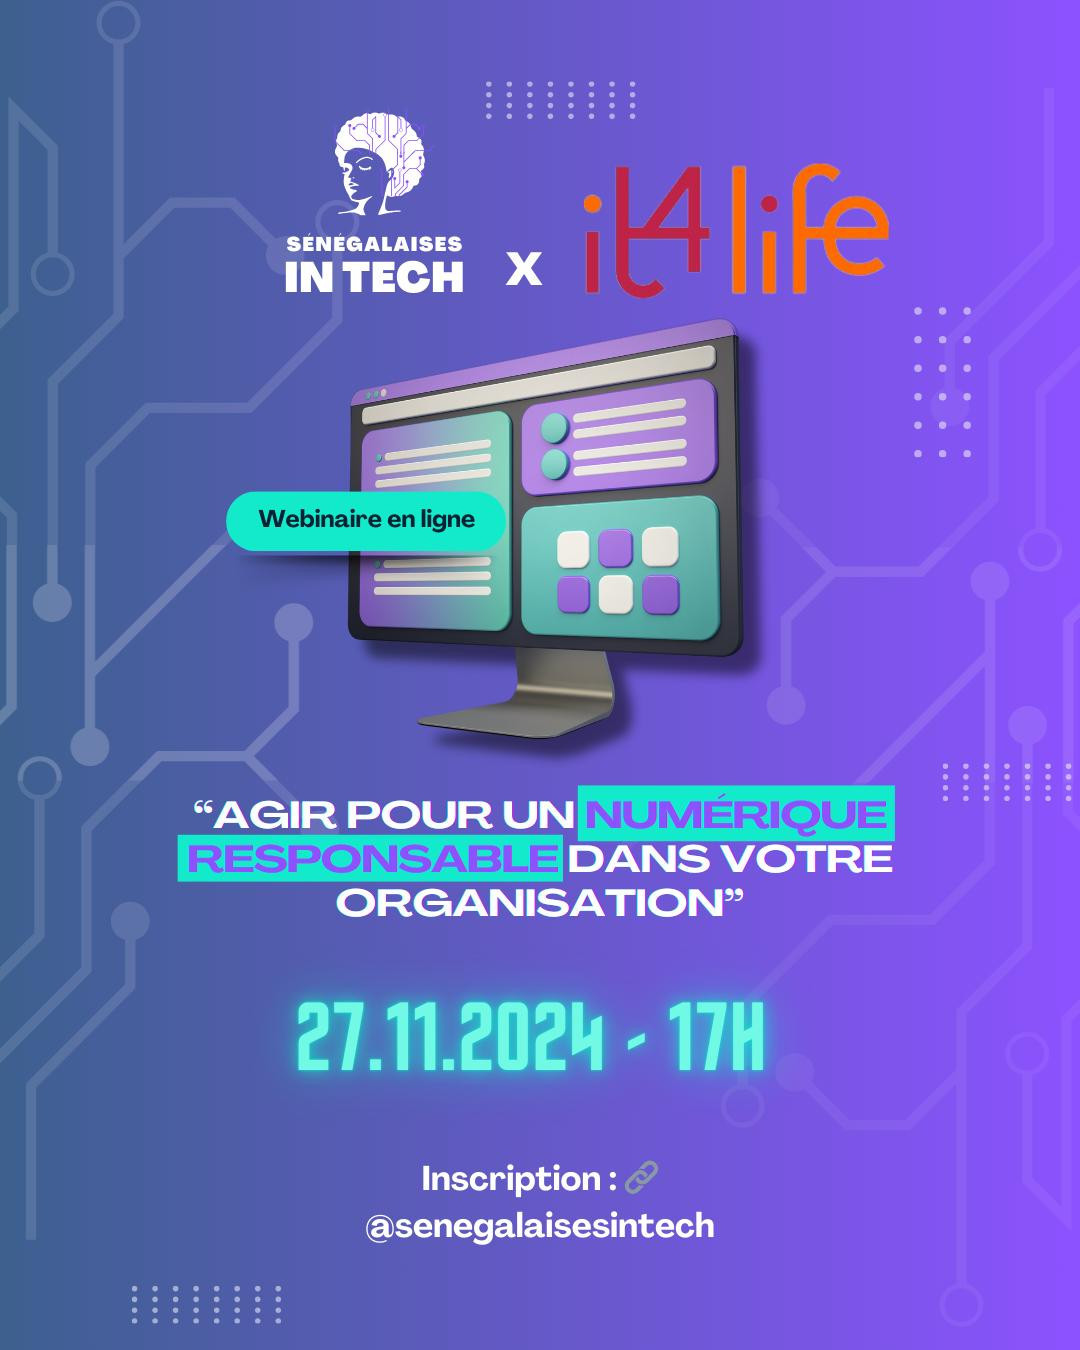 SÉNÉGALAISES
IN TECH
x
it4life
Webinaire en ligne
“AGIR POUR UN NUMÉRIQUE
RESPONSABLE DANS VOTRE
ORGANISATION”
27.11.2024 - 17H
Inscription : 🔗
@senegalaisesintech